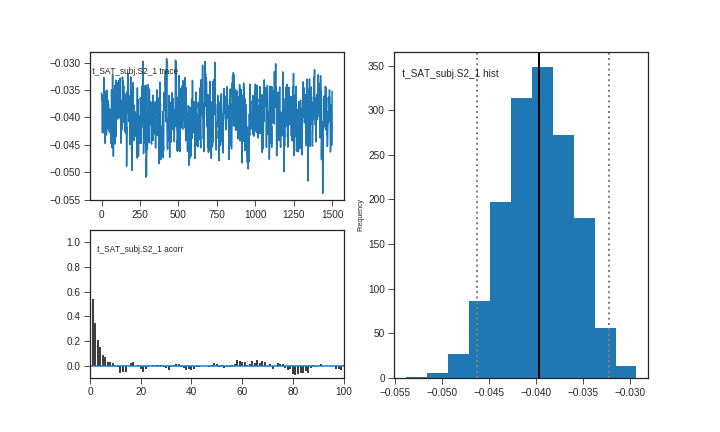 −0.030
−0.035
−0.040
−0.045
−0.050
−0.055
t_SAT_subj.S2_1 trace
0 250 500 750 1000 1250 1500
1.0
0.8
0.6
0.4
0.2
0.0
t_SAT_subj.S2_1 acorr
0 20 40 60 80 100
Frequency
350
300
250
200
150
100
50
0
t_SAT_subj.S2_1 hist
−0.055 −0.050 −0.045 −0.040 −0.035 −0.030